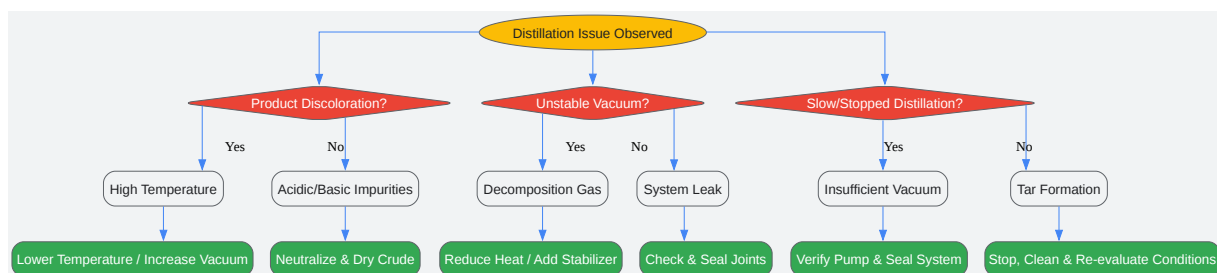 Distillation Issue Observed
Product Discoloration?
Unstable Vacuum?
Slow/Stopped Distillation?
Yes
No
Yes
No
Yes
No
High Temperature
Acidic/Basic Impurities
Decomposition Gas
System Leak
Insufficient Vacuum
Tar Formation
Lower Temperature / Increase Vacuum
Neutralize & Dry Crude
Reduce Heat / Add Stabilizer
Check & Seal Joints
Verify Pump & Seal System
Stop, Clean & Re-evaluate Conditions